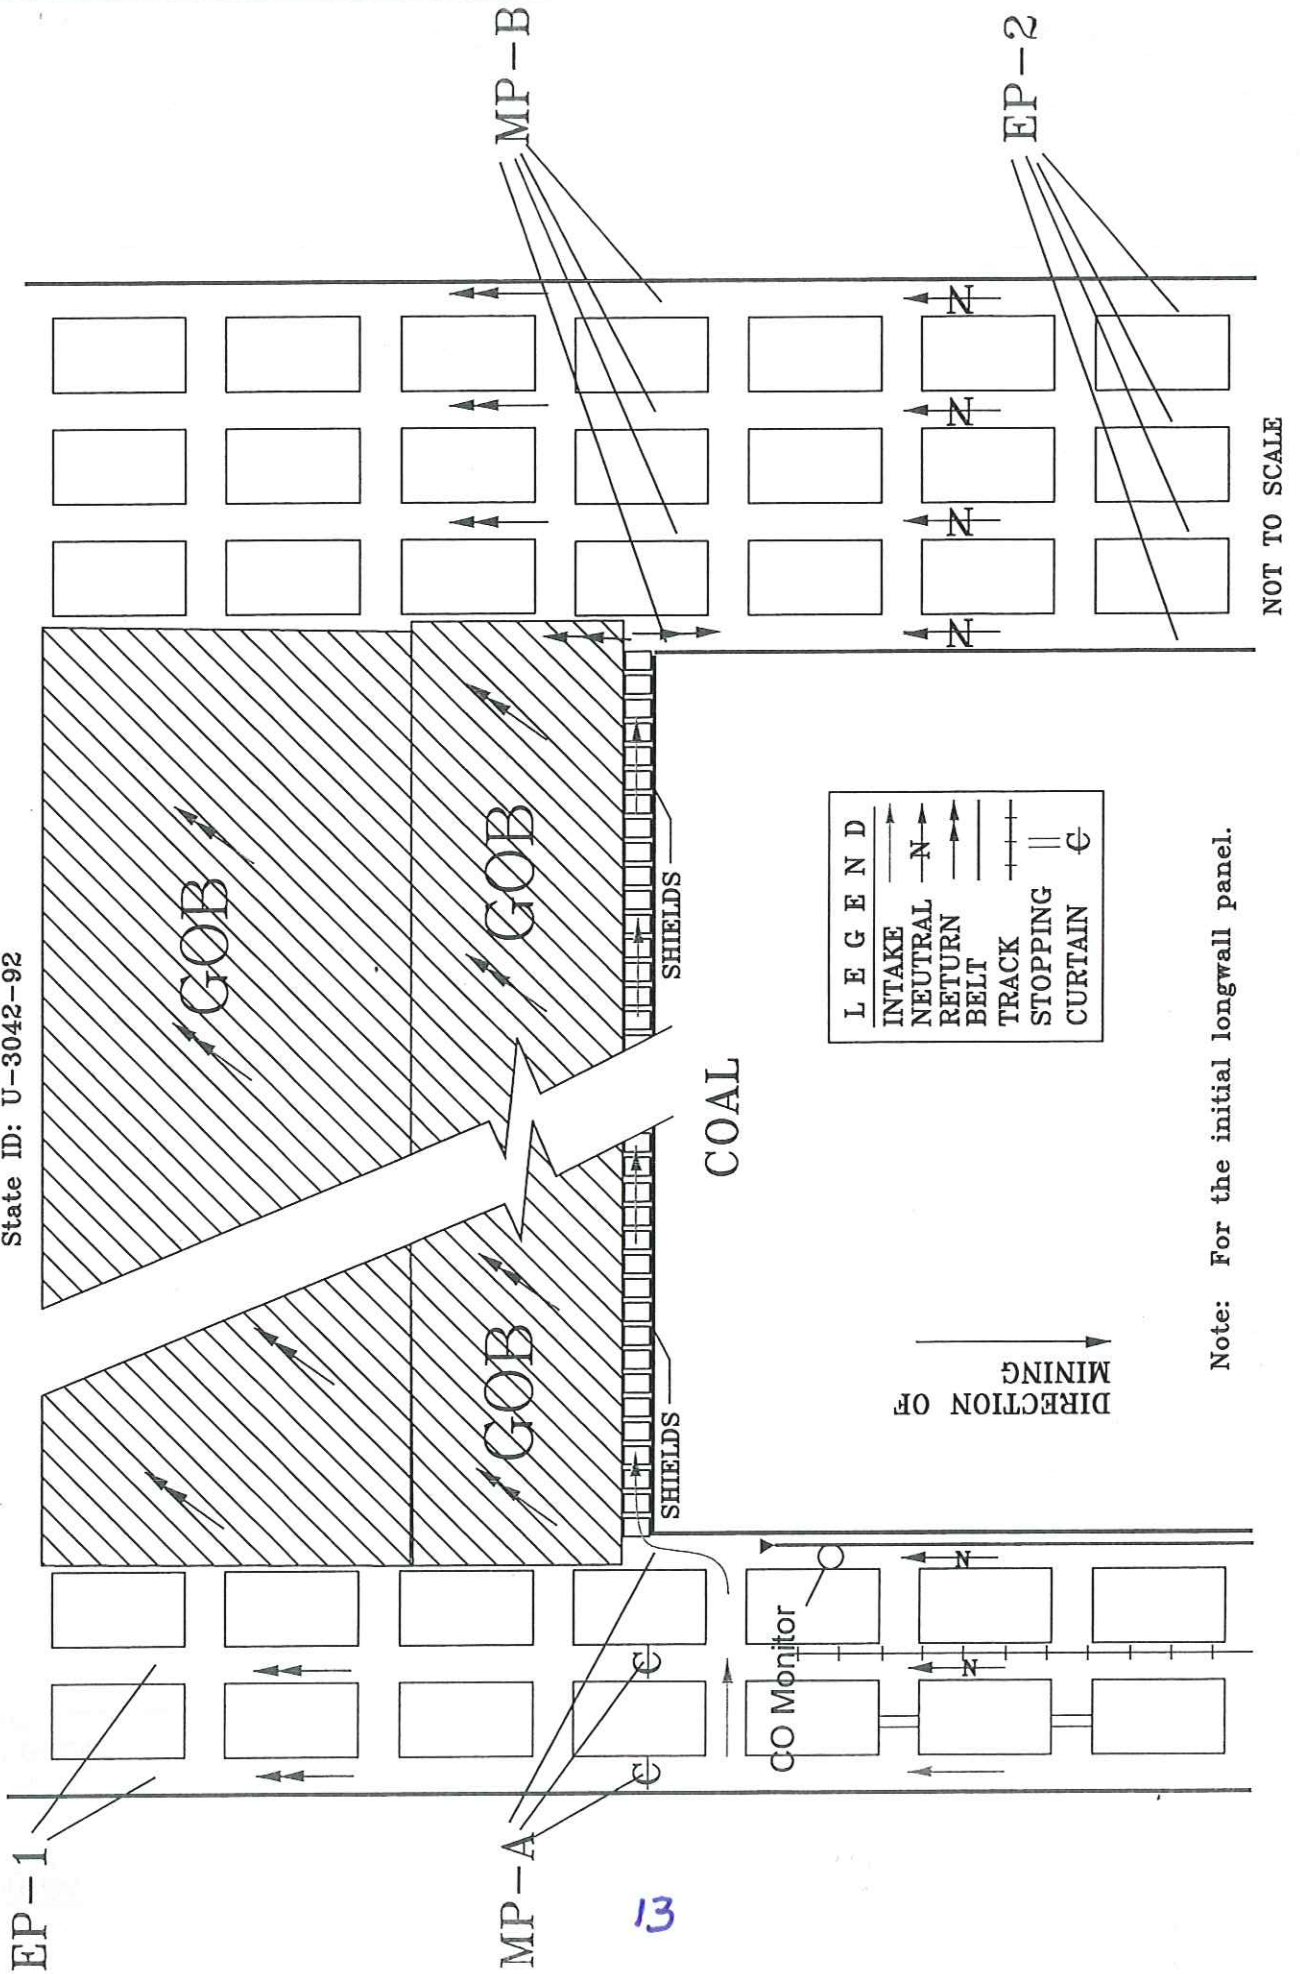 State ID: U-3042-92
EP-1
MP-A
MP-B
EP-2
GOB
GOB
GOB
C
C
SHIELDS
SHIELDS
COAL
CO Monitor
N
N
N
N
N
N
DIRECTION OF
MINING
LEGEND
INTAKE
NEUTRAL N
RETURN
BELT
TRACK
STOPPING
CURTAIN C
Note: For the initial longwall panel.
NOT TO SCALE
13